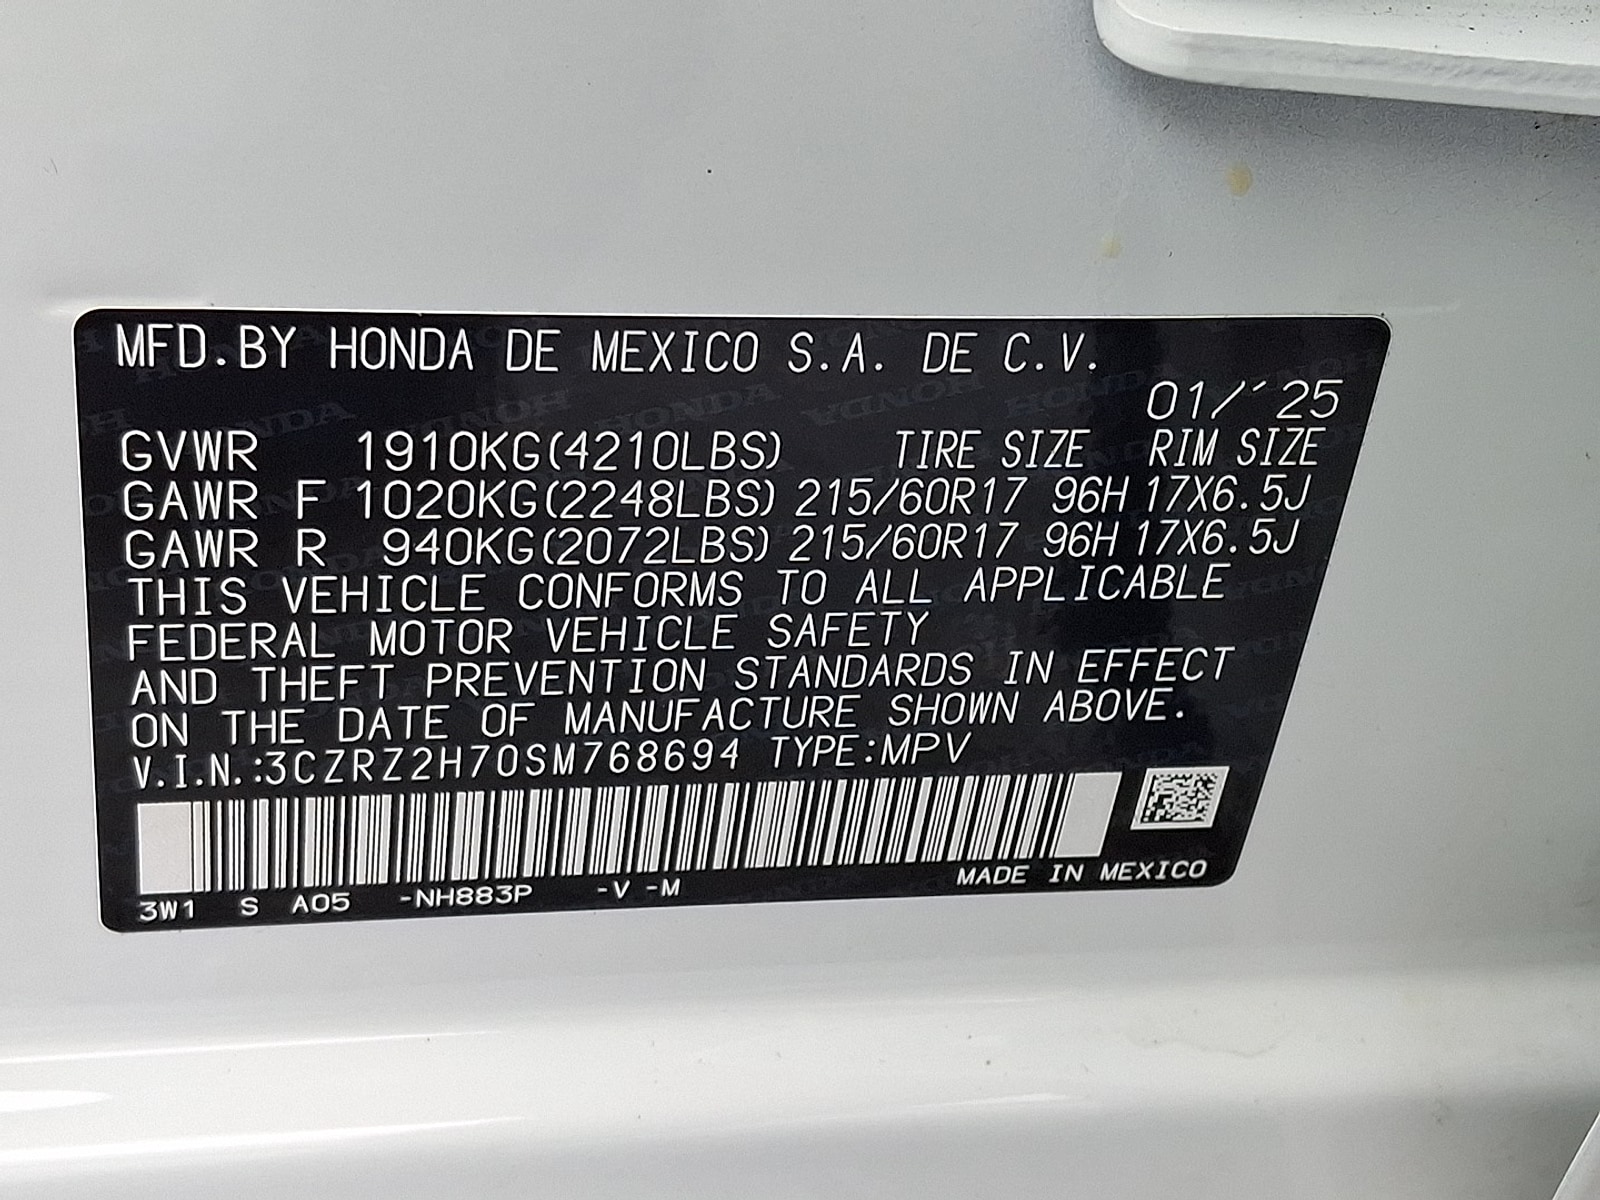 MFD.BY HONDA DE MEXICO S.A. DE C.V.
01/'25
GVWR 1910KG(4210LBS) TIRE SIZE RIM SIZE
GAWR F 1020KG(2248LBS) 215/60R17 96H 17X6.5J
GAWR R 940KG(2072LBS) 215/60R17 96H 17X6.5J
THIS VEHICLE CONFORMS TO ALL APPLICABLE
FEDERAL MOTOR VEHICLE SAFETY
AND THEFT PREVENTION STANDARDS IN EFFECT
ON THE DATE OF MANUFACTURE SHOWN ABOVE.
V.I.N.:3CZRZ2H70SM768694 TYPE:MPV
3W1 S A05 -NH883P -V -M MADE IN MEXICO